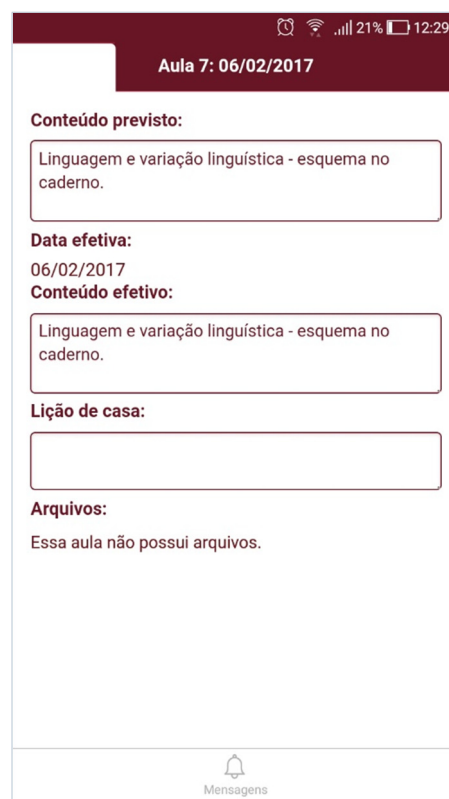 21% 12:29
Aula 7: 06/02/2017
Conteúdo previsto:
Linguagem e variação linguística - esquema no
caderno.
Data efetiva:
06/02/2017
Conteúdo efetivo:
Linguagem e variação linguística - esquema no
caderno.
Lição de casa:
Arquivos:
Essa aula não possui arquivos.
Mensagens